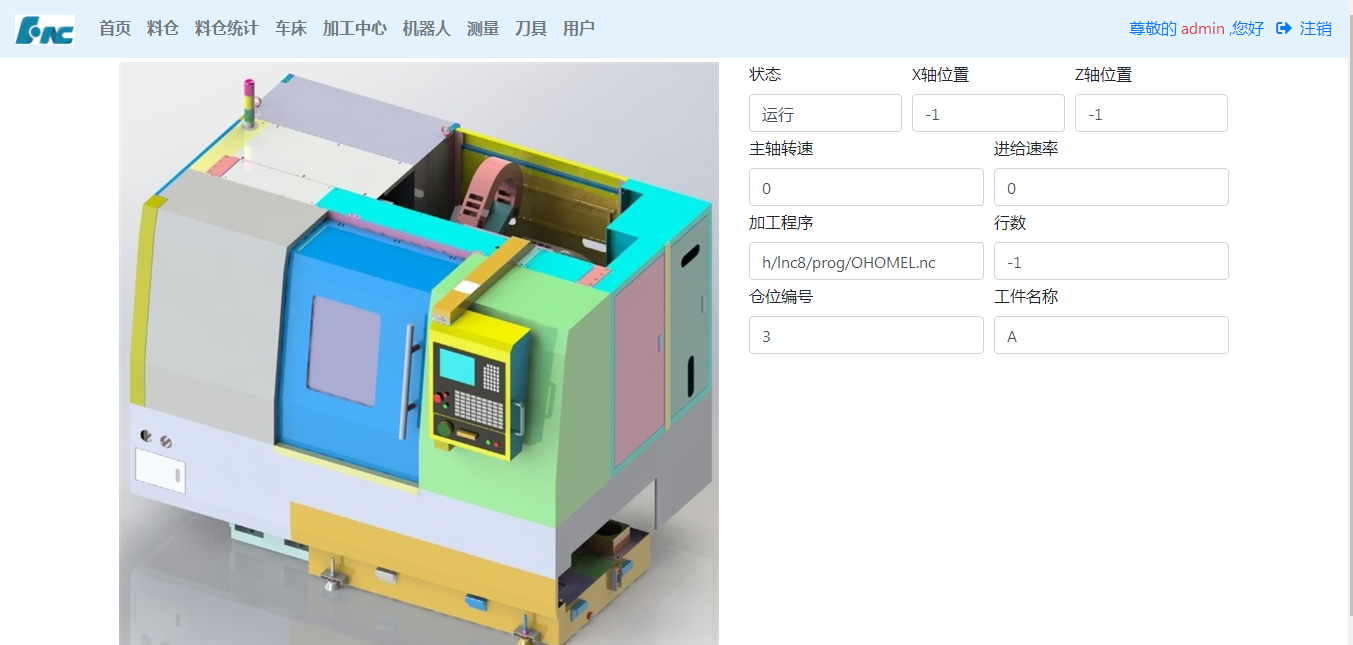 HNC 首页 料仓 料仓统计 车床 加工中心 机器人 测量 刀具 用户 尊敬的 admin ,您好 注销
状态 X轴位置 Z轴位置
运行 -1 -1
主轴转速 进给速率
0 0
加工程序 行数
h/lnc8/prog/OHOMEL.nc -1
仓位编号 工件名称
3 A